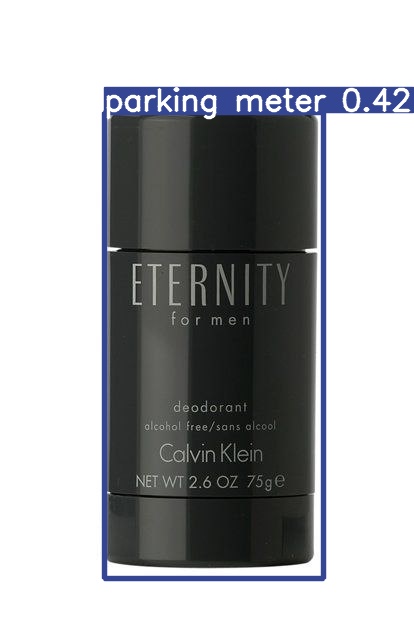 parking meter 0.42
ETERNITY
for men
deodorant
alcohol free/sans alcool
Calvin Klein
NET WT 2.6 OZ 75g℮